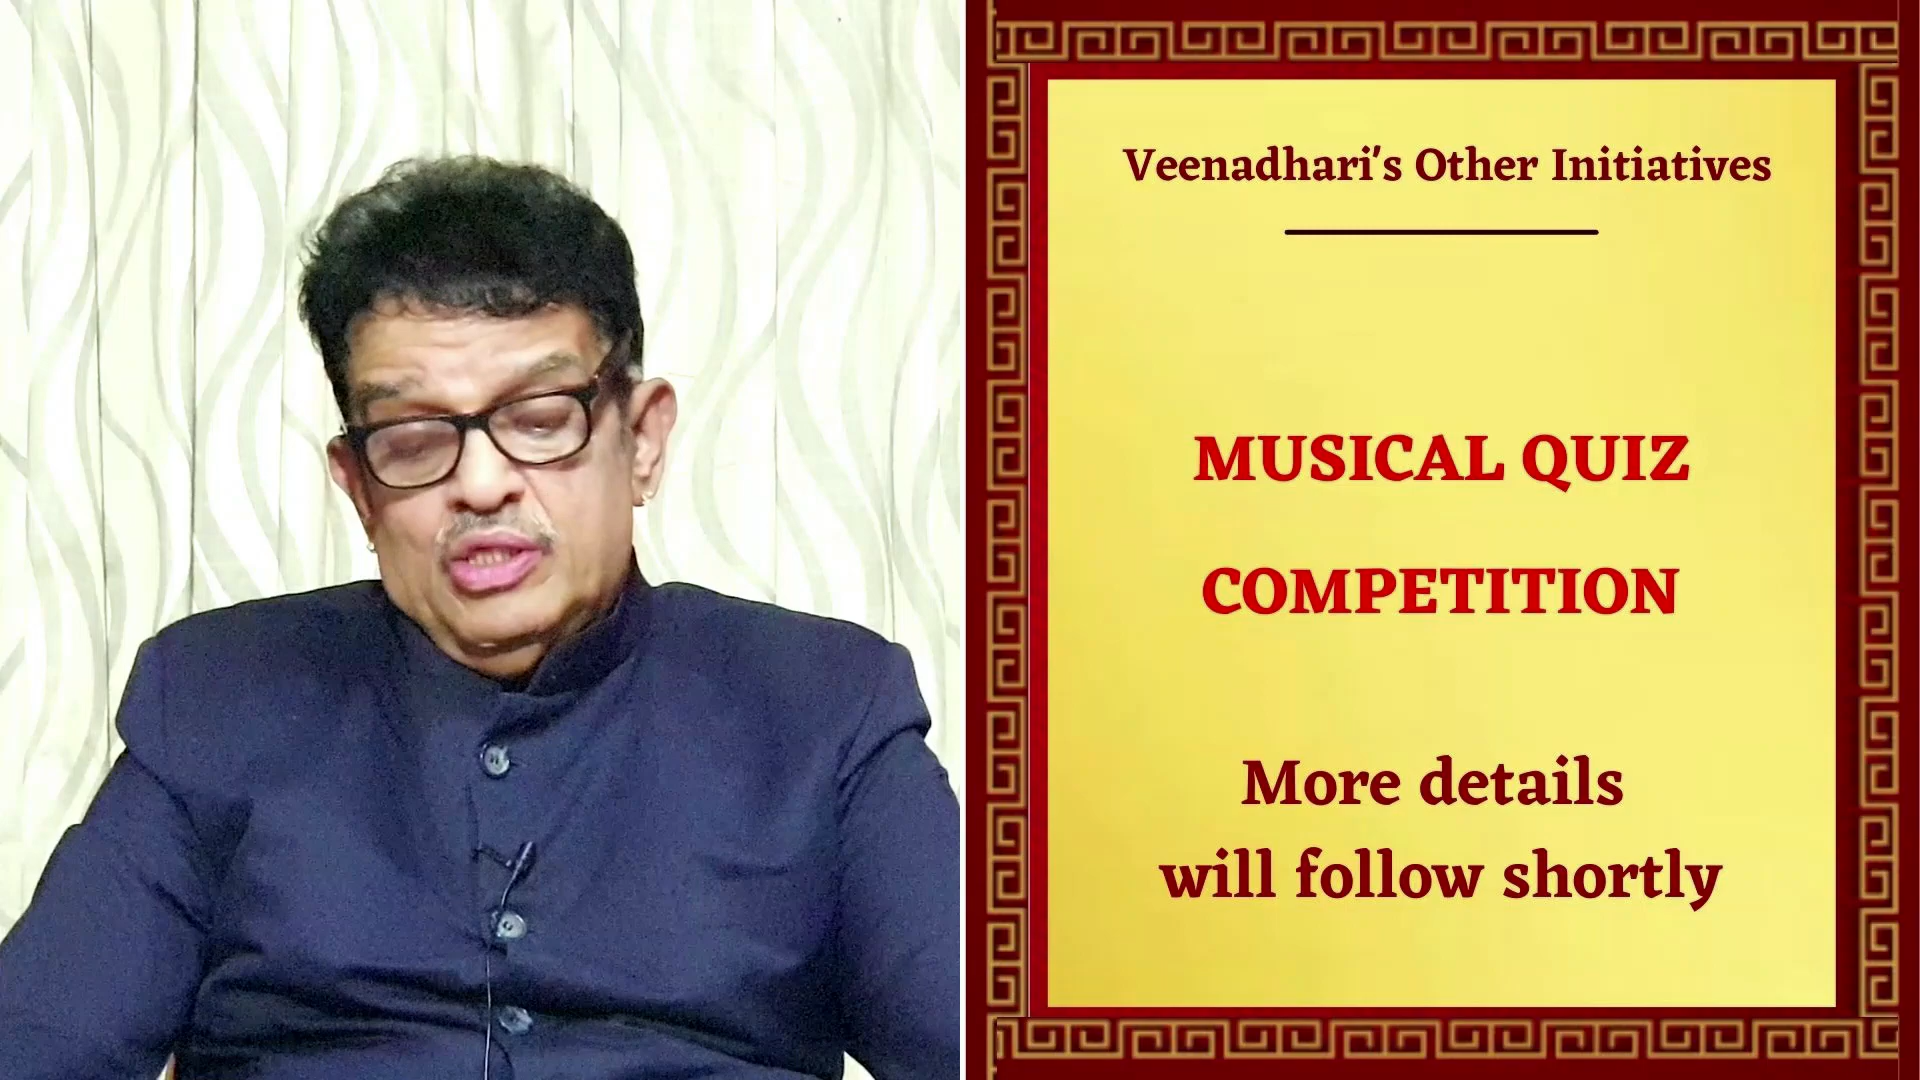 Veenadhari's Other Initiatives
MUSICAL QUIZ
COMPETITION
More details
will follow shortly